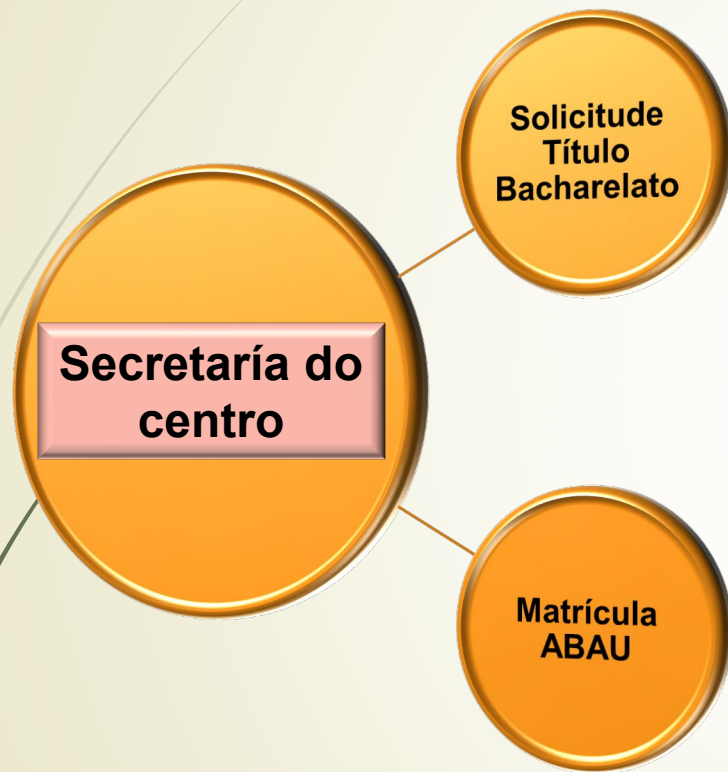 Solicitude
Título
Bacharelato
Secretaría do
centro
Matrícula
ABAU